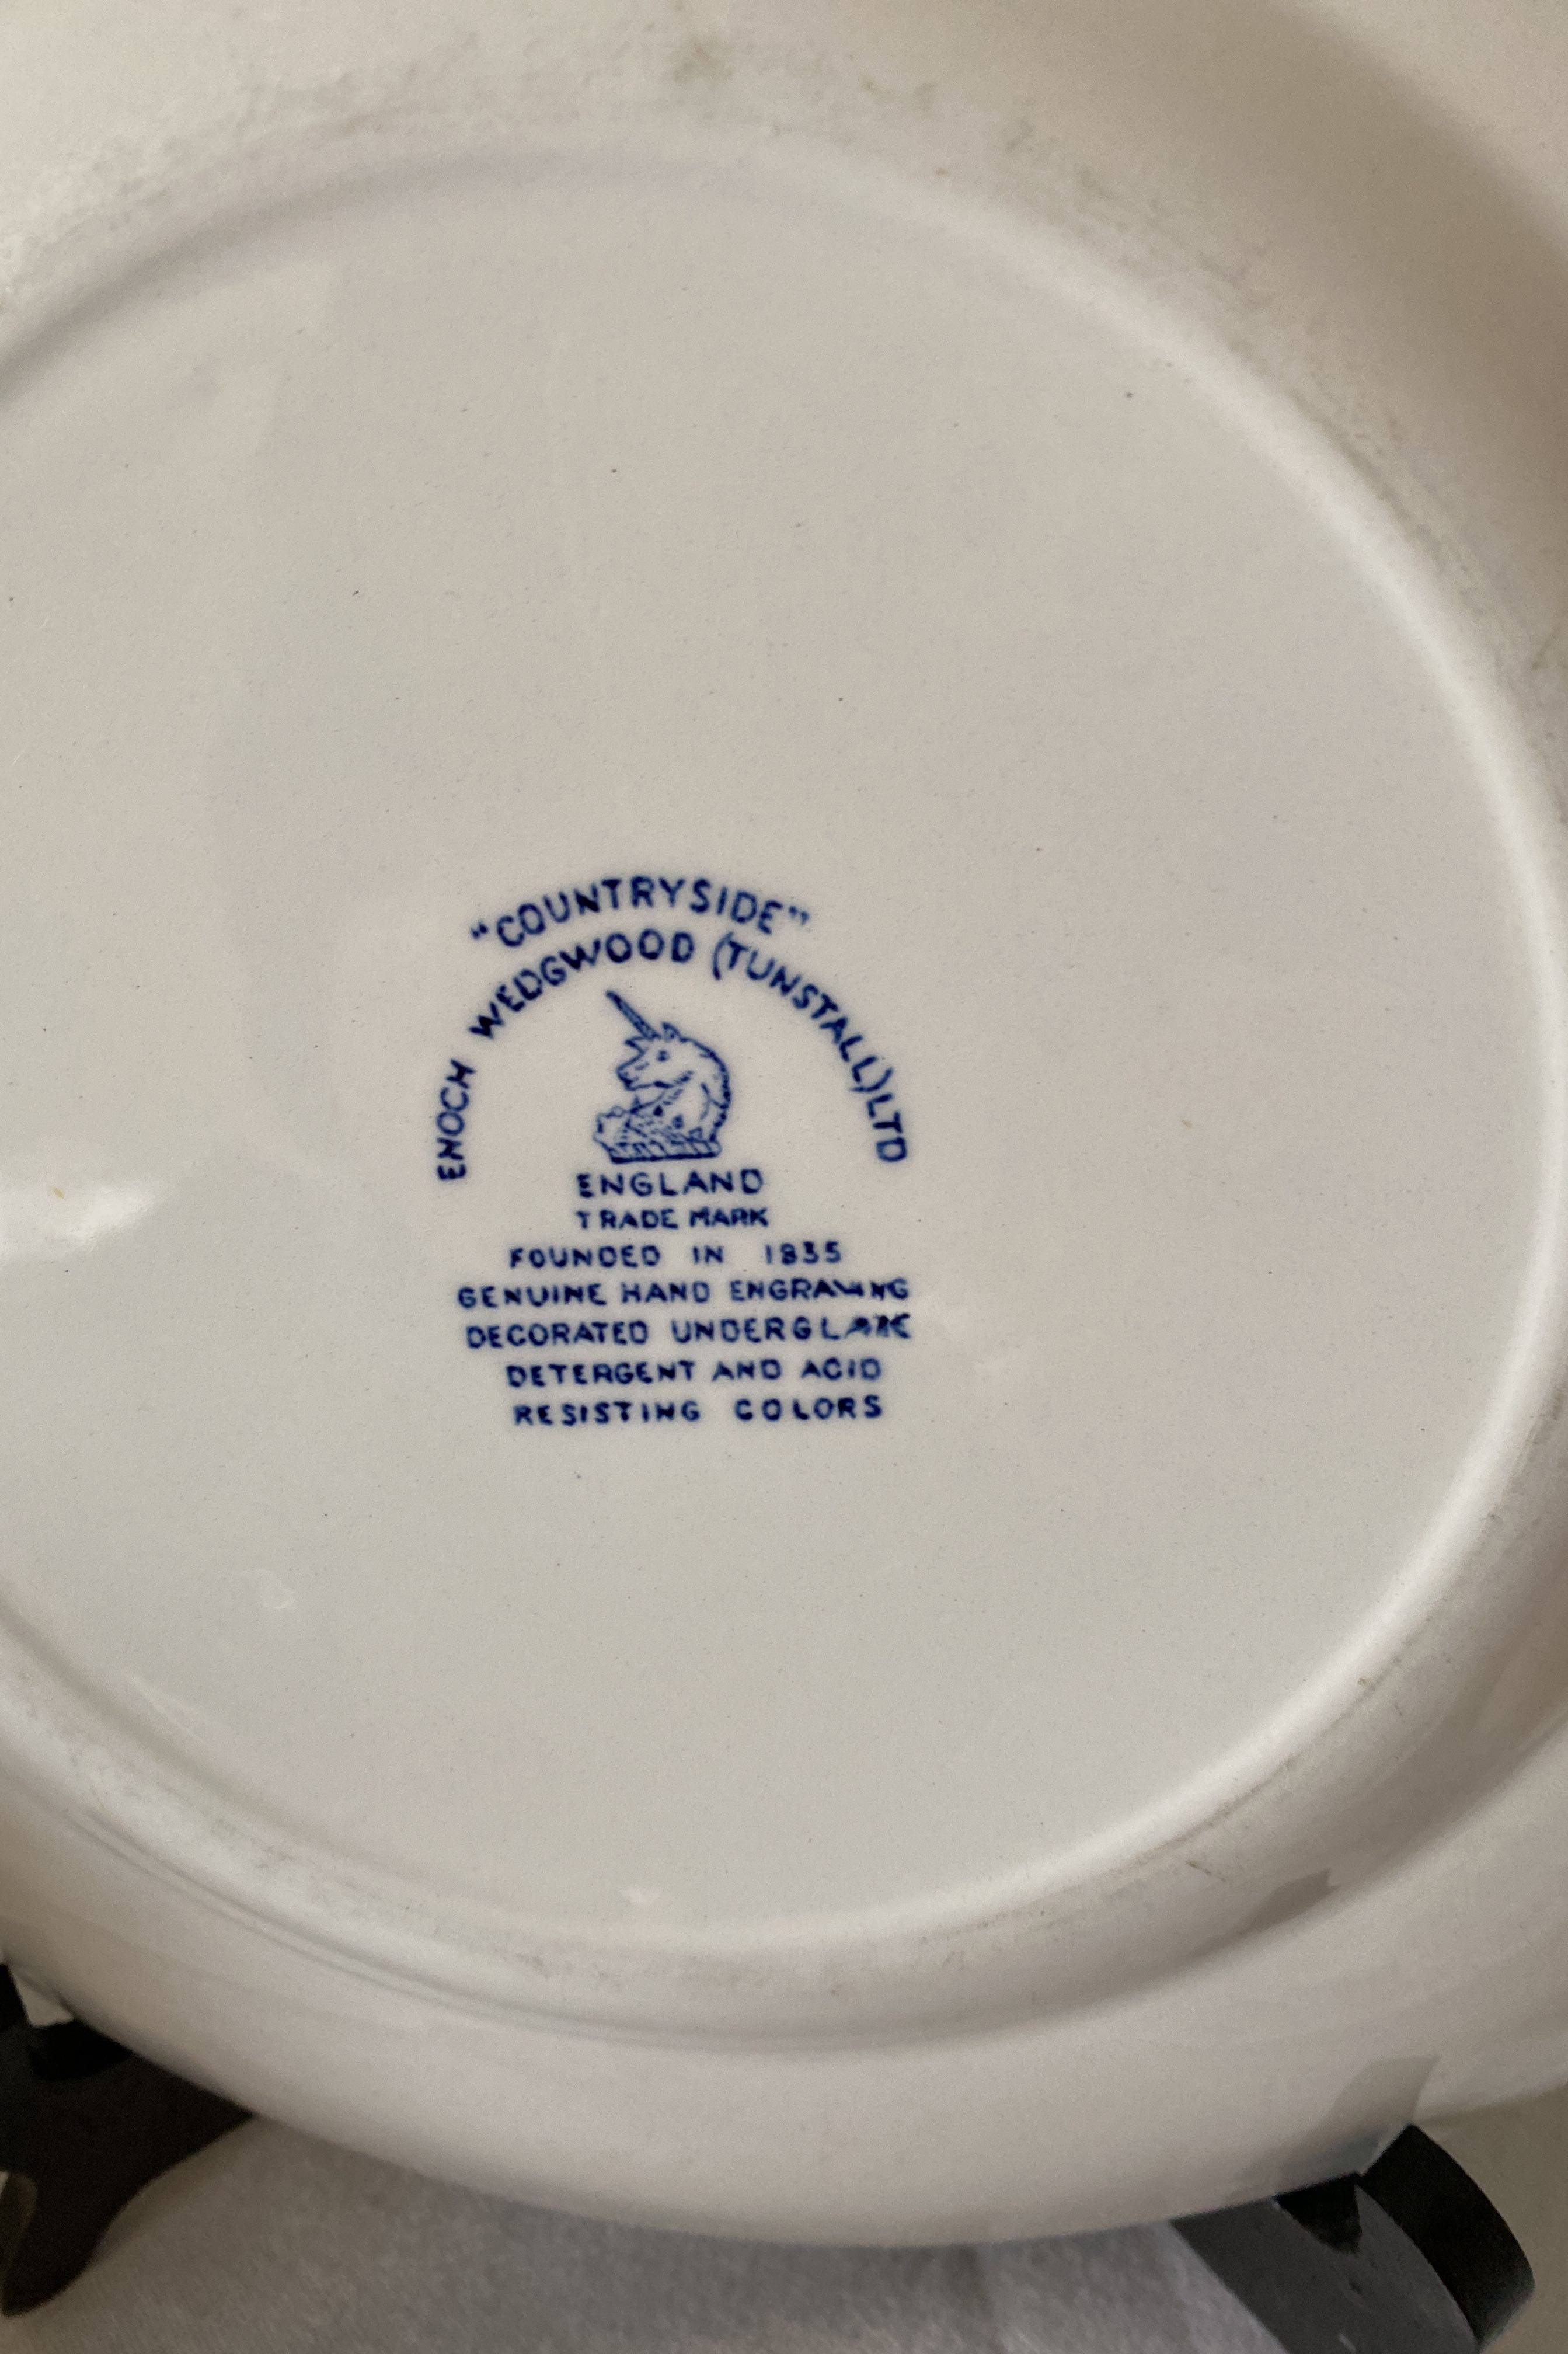 "COUNTRYSIDE"
ENOCH WEDGWOOD (TUNSTALL) LTD
ENGLAND
TRADE MARK
FOUNDED IN 1835
GENUINE HAND ENGRAVING
DECORATED UNDERGLAZE
DETERGENT AND ACID
RESISTING COLORS